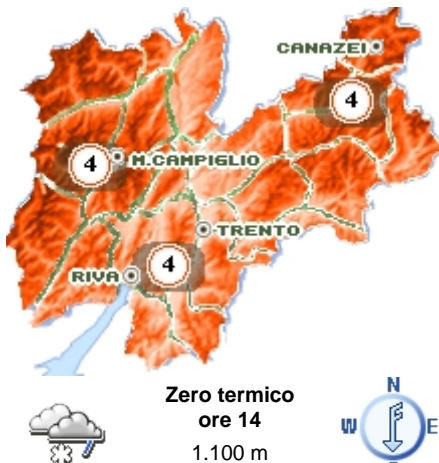 CANAZEI
4
4
M.CAMPIGLIO
TRENTO
4
RIVA
Zero termico
ore 14
1.100 m
N
W E